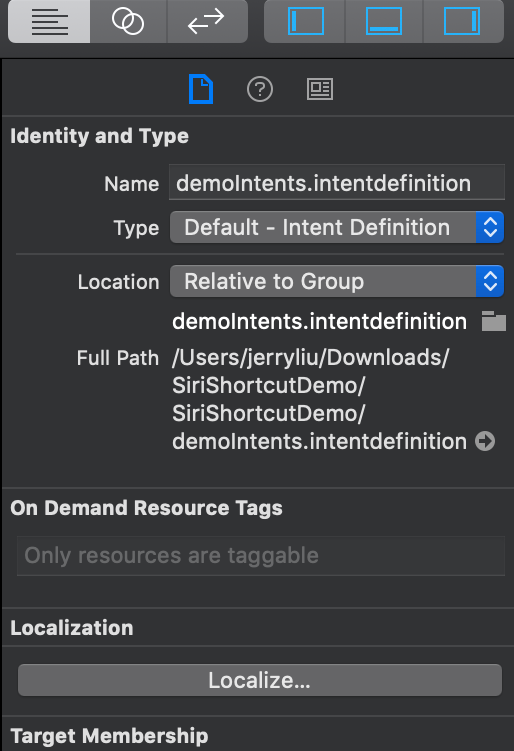 Identity and Type
Name demoIntents.intentdefinition
Type Default - Intent Definition
Location Relative to Group
demoIntents.intentdefinition
Full Path /Users/jerryliu/Downloads/
SiriShortcutDemo/
SiriShortcutDemo/
demoIntents.intentdefinition
On Demand Resource Tags
Only resources are taggable
Localization
Localize...
Target Membership